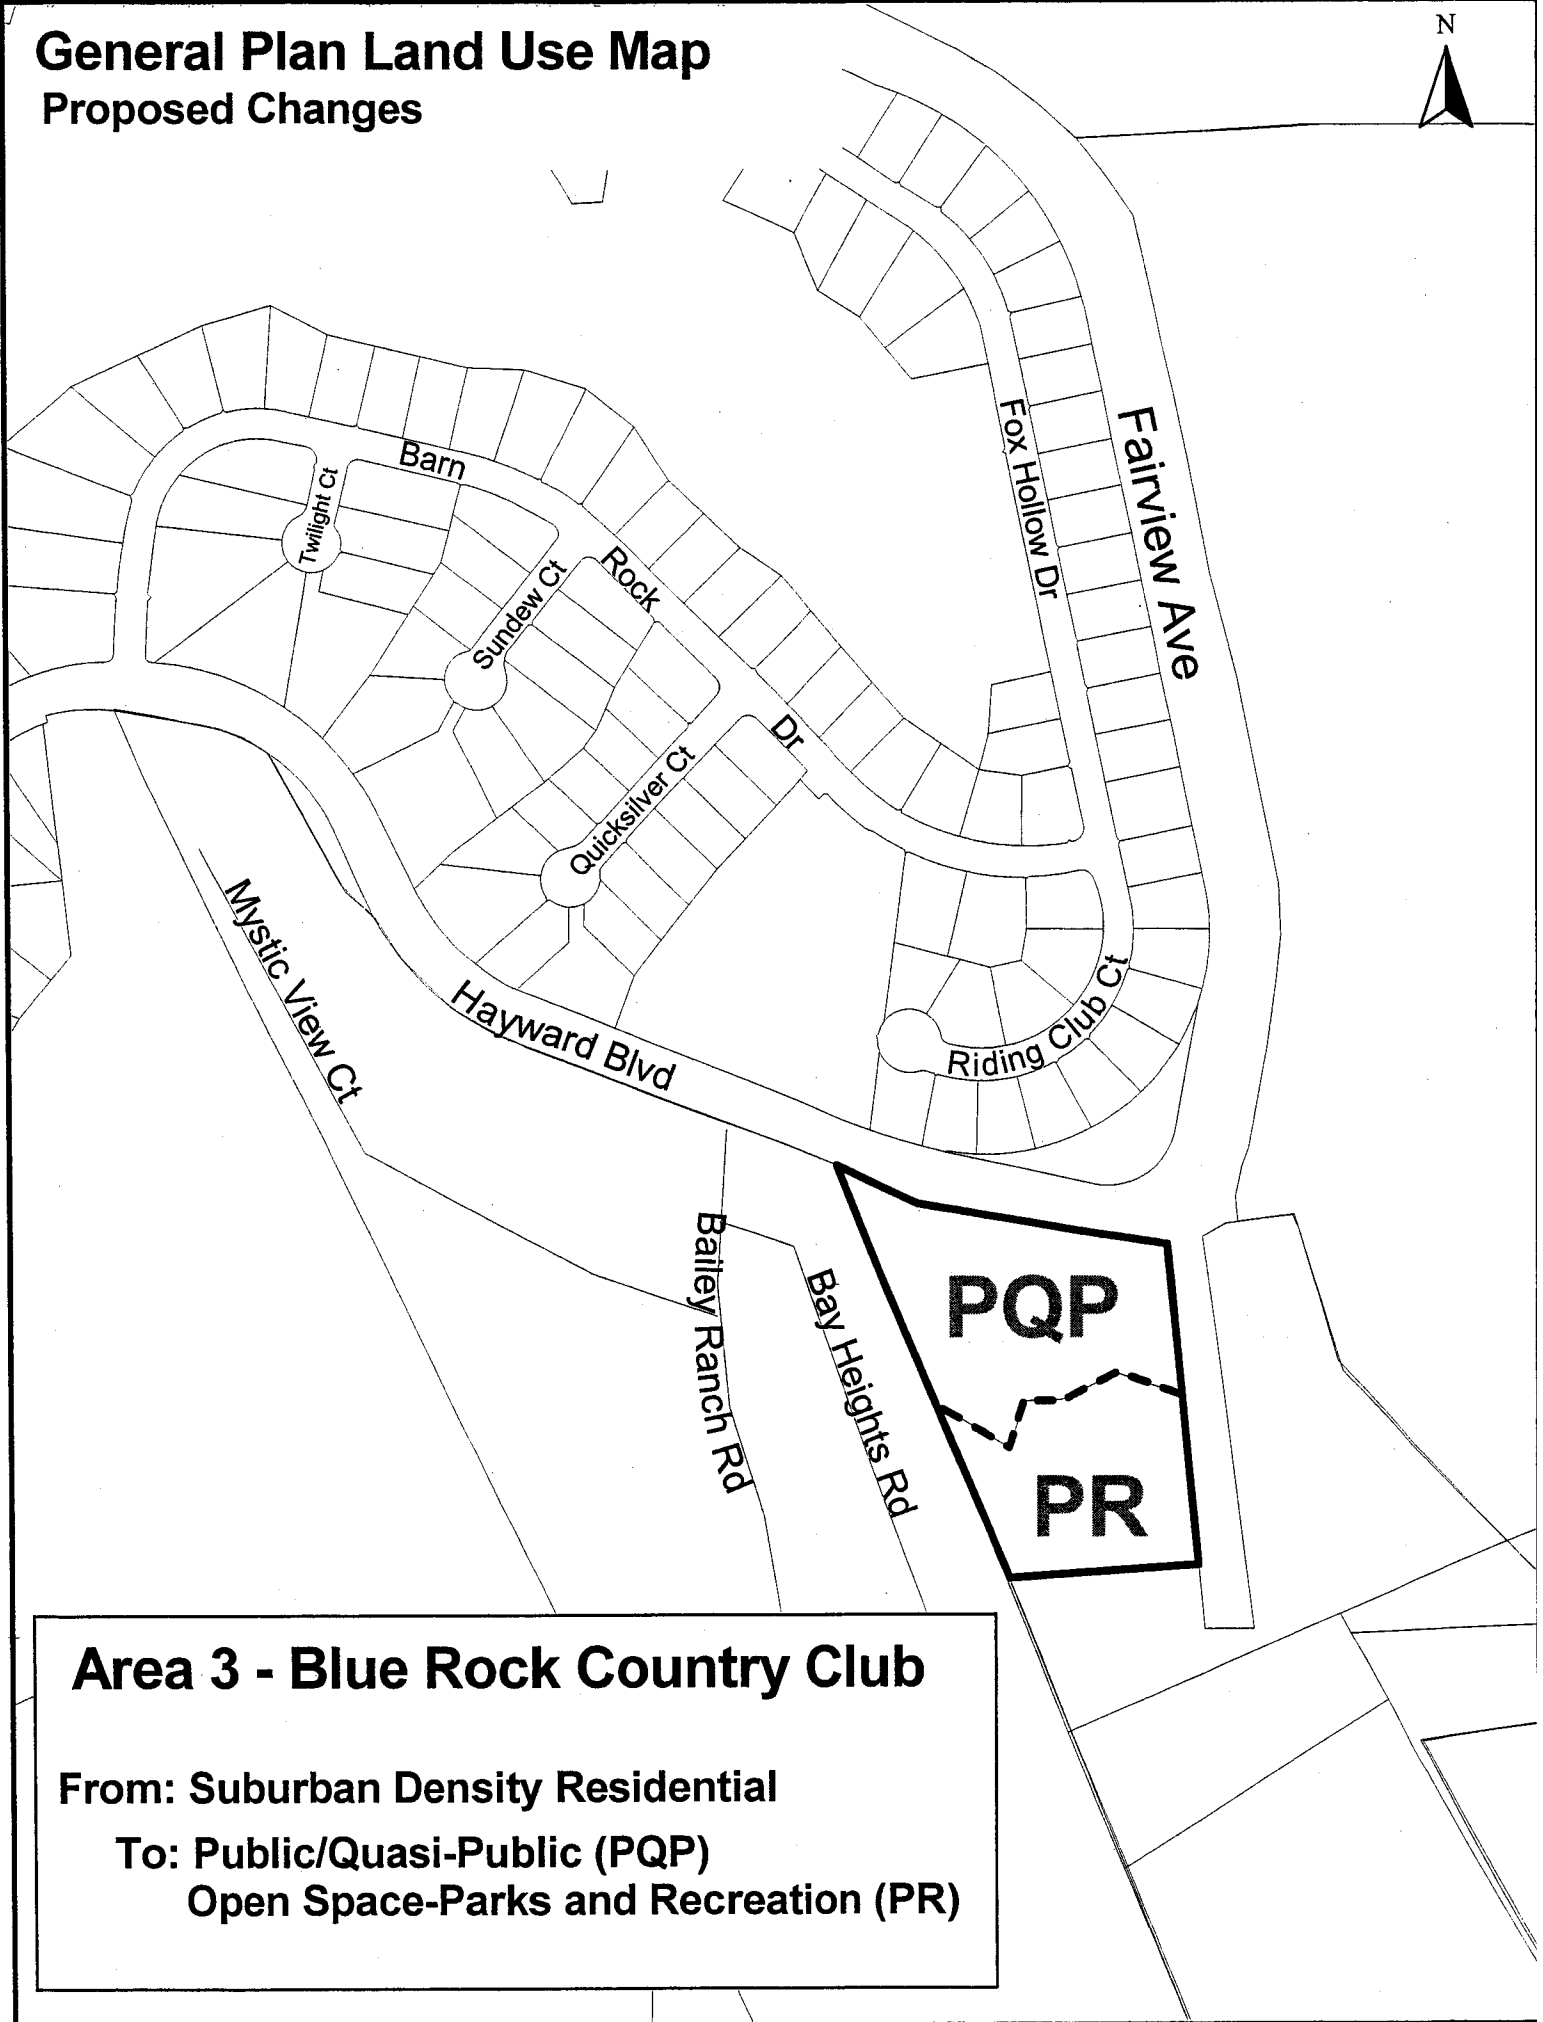 General Plan Land Use Map
Proposed Changes
N
Barn
Rock
Dr
Twilight Ct
Sundew Ct
Quicksilver Ct
Fox Hollow Dr
Fairview Ave
Riding Club Ct
Hayward Blvd
Mystic View Ct
Bailey Ranch Rd
Bay Heights Rd
PQP
PR
Area 3 - Blue Rock Country Club
From: Suburban Density Residential
To: Public/Quasi-Public (PQP)
Open Space-Parks and Recreation (PR)